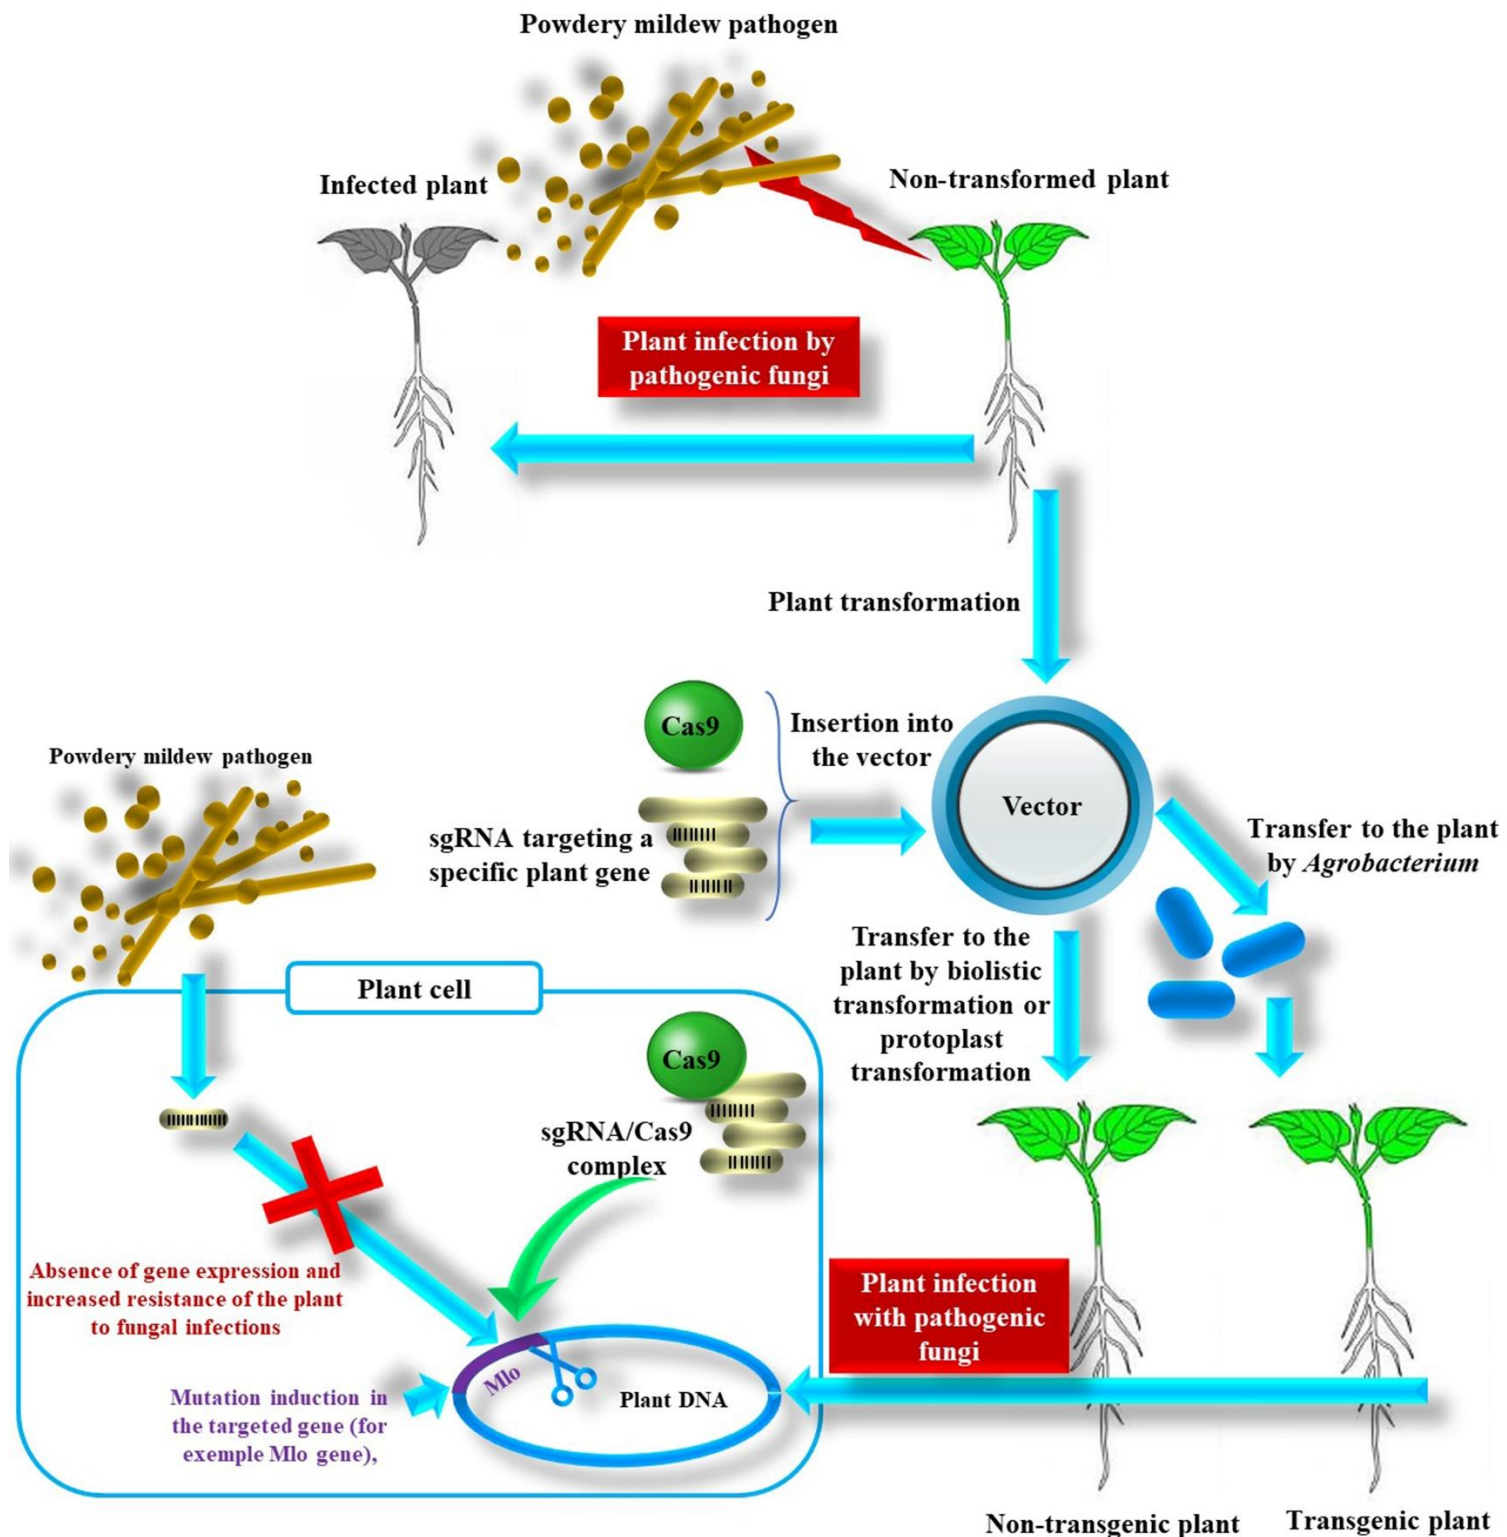 Powdery mildew pathogen
Infected plant
Non-transformed plant
Plant infection by
pathogenic fungi
Plant transformation
Cas9
Insertion into
the vector
Vector
sgRNA targeting a
specific plant gene
Transfer to the plant
by Agrobacterium
Powdery mildew pathogen
Transfer to the
plant by biolistic
transformation or
protoplast
transformation
Plant cell
Cas9
sgRNA/Cas9
complex
Absence of gene expression and
increased resistance of the plant
to fungal infections
Plant infection
with pathogenic
fungi
Mlo
Plant DNA
Mutation induction in
the targeted gene (for
exemple Mlo gene),
Non-transgenic plant
Transgenic plant